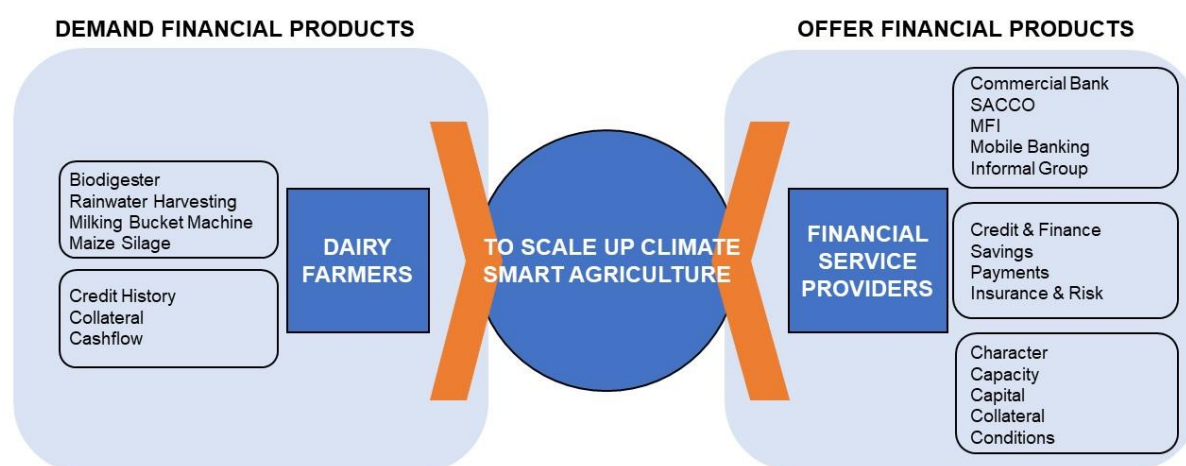 DEMAND FINANCIAL PRODUCTS
Biodigester
Rainwater Harvesting
Milking Bucket Machine
Maize Silage
Credit History
Collateral
Cashflow
DAIRY
FARMERS
TO SCALE UP CLIMATE
SMART AGRICULTURE
OFFER FINANCIAL PRODUCTS
FINANCIAL
SERVICE
PROVIDERS
Commercial Bank
SACCO
MFI
Mobile Banking
Informal Group
Credit & Finance
Savings
Payments
Insurance & Risk
Character
Capacity
Capital
Collateral
Conditions